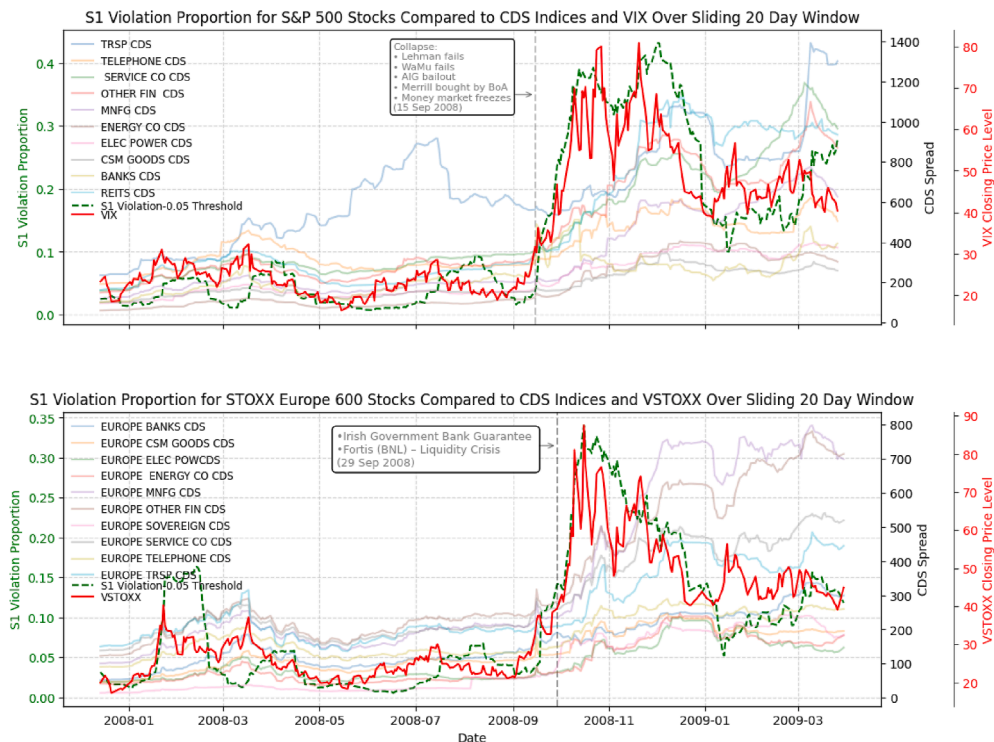 S1 Violation Proportion for S&P 500 Stocks Compared to CDS Indices and VIX Over Sliding 20 Day Window
TRSP CDS
TELEPHONE CDS
SERVICE CO CDS
OTHER FIN CDS
MNFG CDS
ENERGY CO CDS
ELEC POWER CDS
CSM GOODS CDS
BANKS CDS
REITS CDS
S1 Violation-0.05 Threshold
VIX
Collapse:
• Lehman fails
• WaMu fails
• AIG bailout
• Merrill bought by BoA
• Money market freezes
(15 Sep 2008)
S1 Violation Proportion
0.4
0.3
0.2
0.1
0.0
CDS Spread
1400
1200
1000
800
600
400
200
0
VIX Closing Price Level
80
70
60
50
40
30
20
S1 Violation Proportion for STOXX Europe 600 Stocks Compared to CDS Indices and VSTOXX Over Sliding 20 Day Window
EUROPE BANKS CDS
EUROPE CSM GOODS CDS
EUROPE ELEC POWCDS
EUROPE ENERGY CO CDS
EUROPE MNFG CDS
EUROPE OTHER FIN CDS
EUROPE SOVEREIGN CDS
EUROPE SERVICE CO CDS
EUROPE TELEPHONE CDS
EUROPE TRSP CDS
S1 Violation-0.05 Threshold
VSTOXX
•Irish Government Bank Guarantee
•Fortis (BNL) – Liquidity Crisis
(29 Sep 2008)
S1 Violation Proportion
0.35
0.30
0.25
0.20
0.15
0.10
0.05
0.00
CDS Spread
800
700
600
500
400
300
200
100
0
VSTOXX Closing Price Level
90
80
70
60
50
40
30
20
2008-01
2008-03
2008-05
2008-07
2008-09
2008-11
2009-01
2009-03
Date